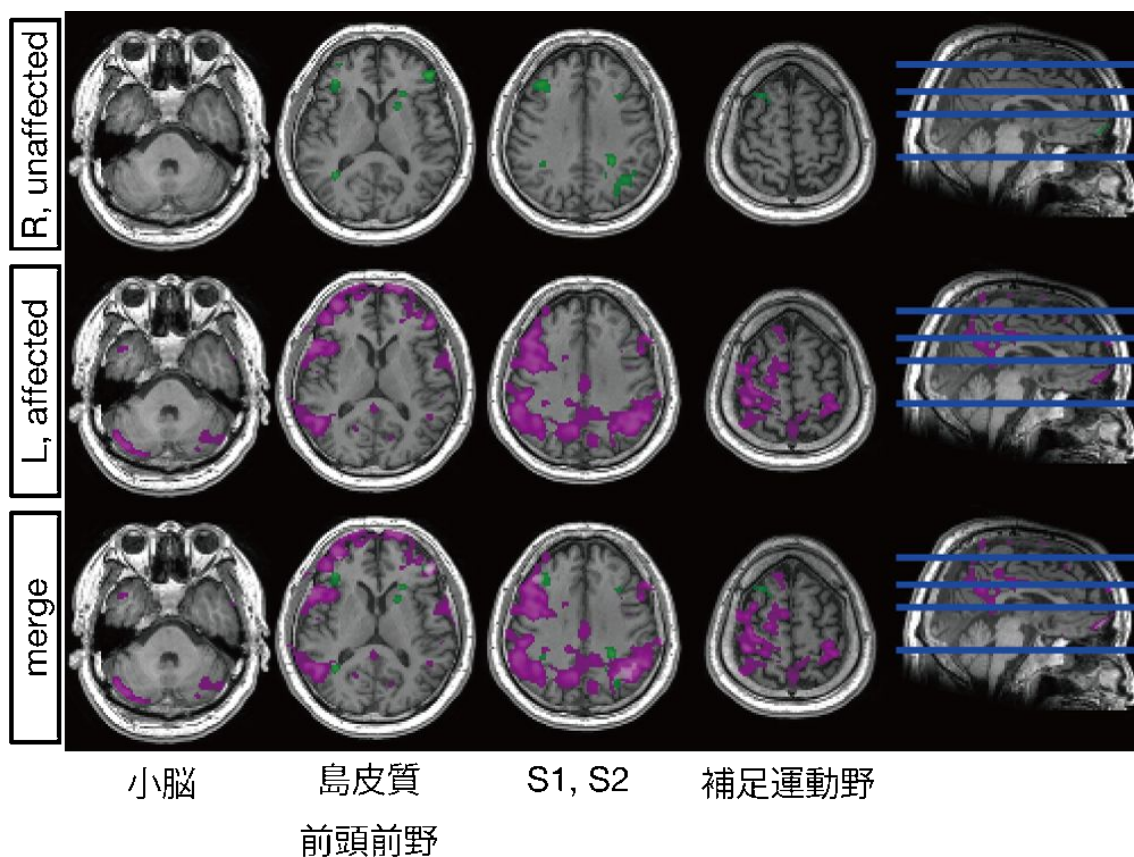 R, unaffected
L, affected
merge
小脳
島皮質
前頭前野
S1, S2
補足運動野